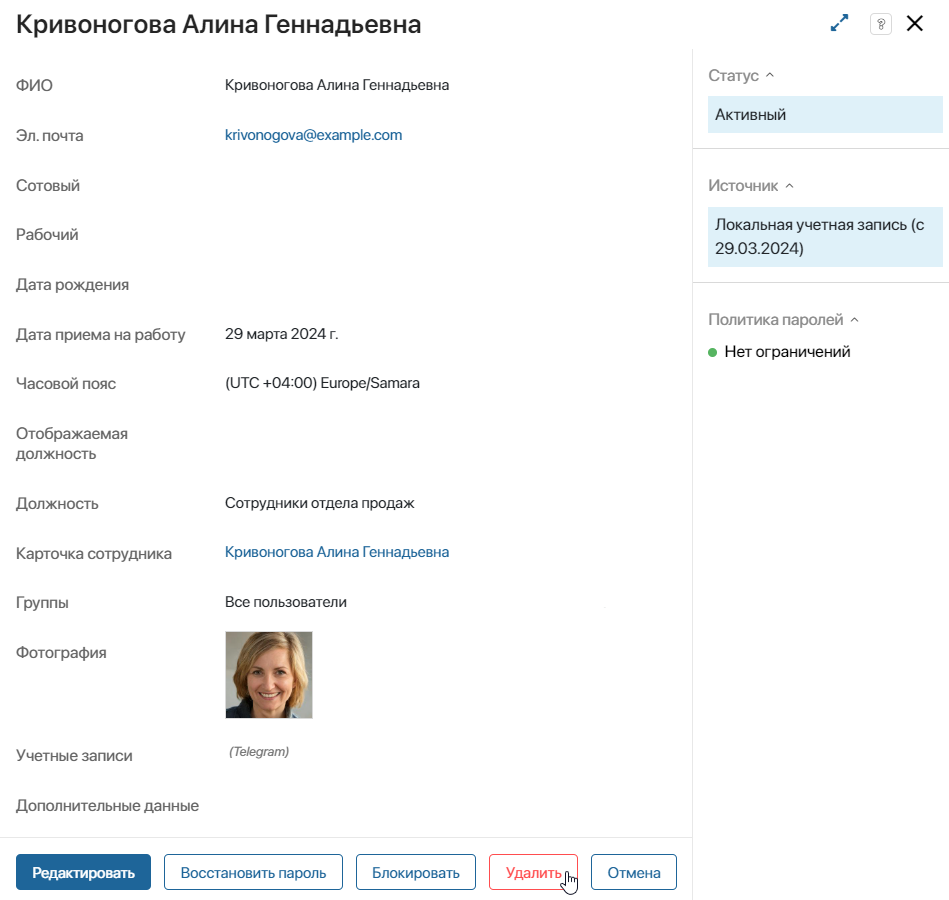 Кривоногова Алина Геннадьевна
?
ФИО Кривоногова Алина Геннадьевна
Эл. почта krivonogova@example.com
Сотовый
Рабочий
Дата рождения
Дата приема на работу 29 марта 2024 г.
Часовой пояс (UTC +04:00) Europe/Samara
Отображаемая
должность
Должность Сотрудники отдела продаж
Карточка сотрудника Кривоногова Алина Геннадьевна
Группы Все пользователи
Фотография
Учетные записи (Telegram)
Дополнительные данные
Редактировать Восстановить пароль Блокировать Удалить Отмена
Статус
Активный
Источник
Локальная учетная запись (с
29.03.2024)
Политика паролей
Нет ограничений